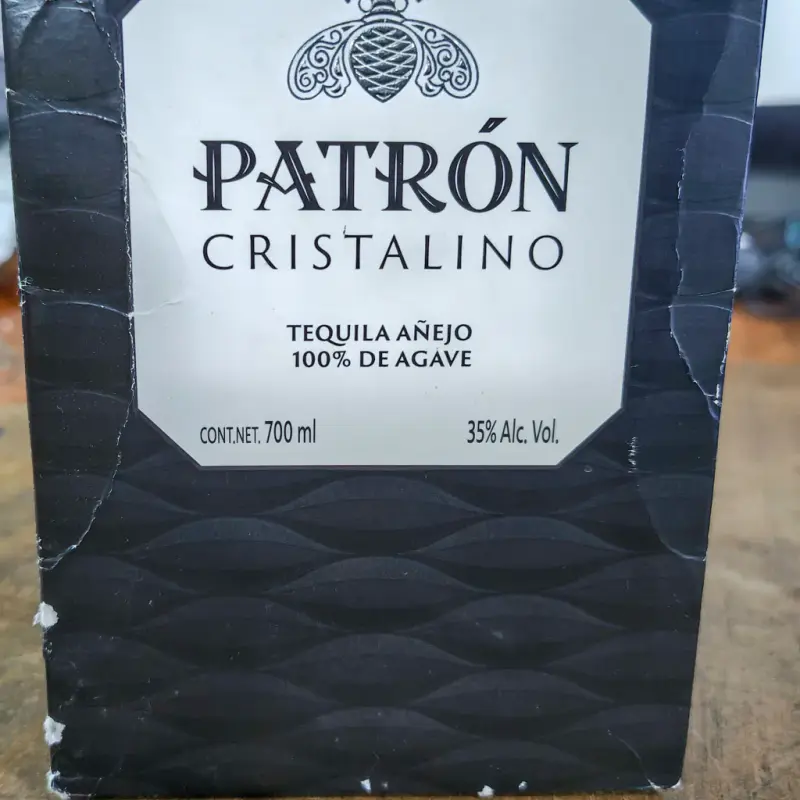 PATRÓN
CRISTALINO
TEQUILA AÑEJO
100% DE AGAVE
CONT.NET. 700 ml
35% Alc. Vol.